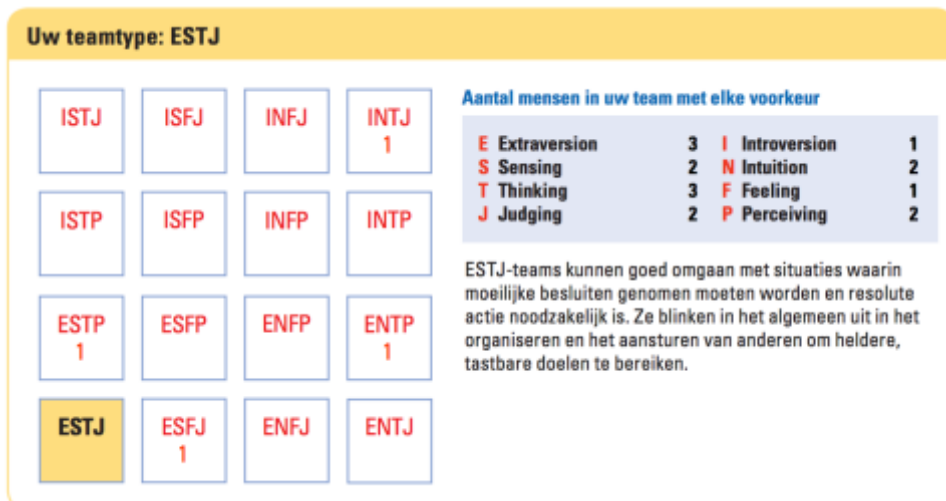 Uw teamtype: ESTJ
ISTJ
ISFJ
INFJ
INTJ
1
ISTP
ISFP
INFP
INTP
ESTP
1
ESFP
ENFP
ENTP
1
ESTJ
ESFJ
1
ENFJ
ENTJ
Aantal mensen in uw team met elke voorkeur
E Extraversion 3 I Introversion 1
S Sensing 2 N Intuition 2
T Thinking 3 F Feeling 1
J Judging 2 P Perceiving 2
ESTJ-teams kunnen goed omgaan met situaties waarin
moeilijke besluiten genomen moeten worden en resolute
actie noodzakelijk is. Ze blinken in het algemeen uit in het
organiseren en het aansturen van anderen om heldere,
tastbare doelen te bereiken.